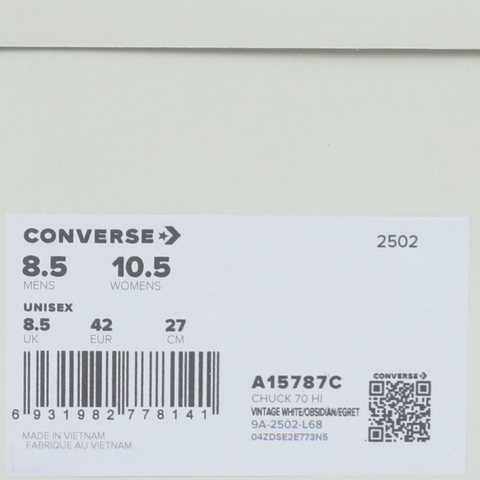 CONVERSE
2502
8.5 10.5
MENS WOMENS
UNISEX
8.5 42 27
UK EUR CM
6 931982 778141
MADE IN VIETNAM
FABRIQUE AU VIETNAM
A15787C
CHUCK 70 HI
VINTAGE WHITE/OBSIDIAN/EGRET
9A-2502-L68
04ZDSE2E773N5
CONVERSE